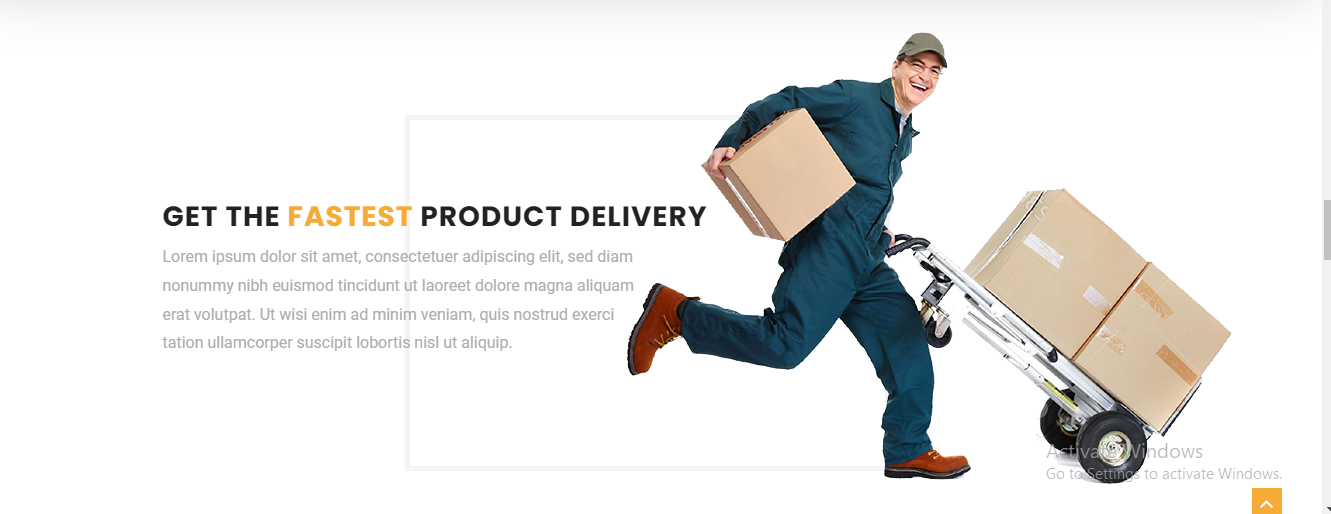 GET THE FASTEST PRODUCT DELIVERY
Lorem ipsum dolor sit amet, consectetuer adipiscing elit, sed diam
nonummy nibh euismod tincidunt ut laoreet dolore magna aliquam
erat volutpat. Ut wisi enim ad minim veniam, quis nostrud exerci
tation ullamcorper suscipit lobortis nisl ut aliquip.
Activate Windows
Go to Settings to activate Windows.